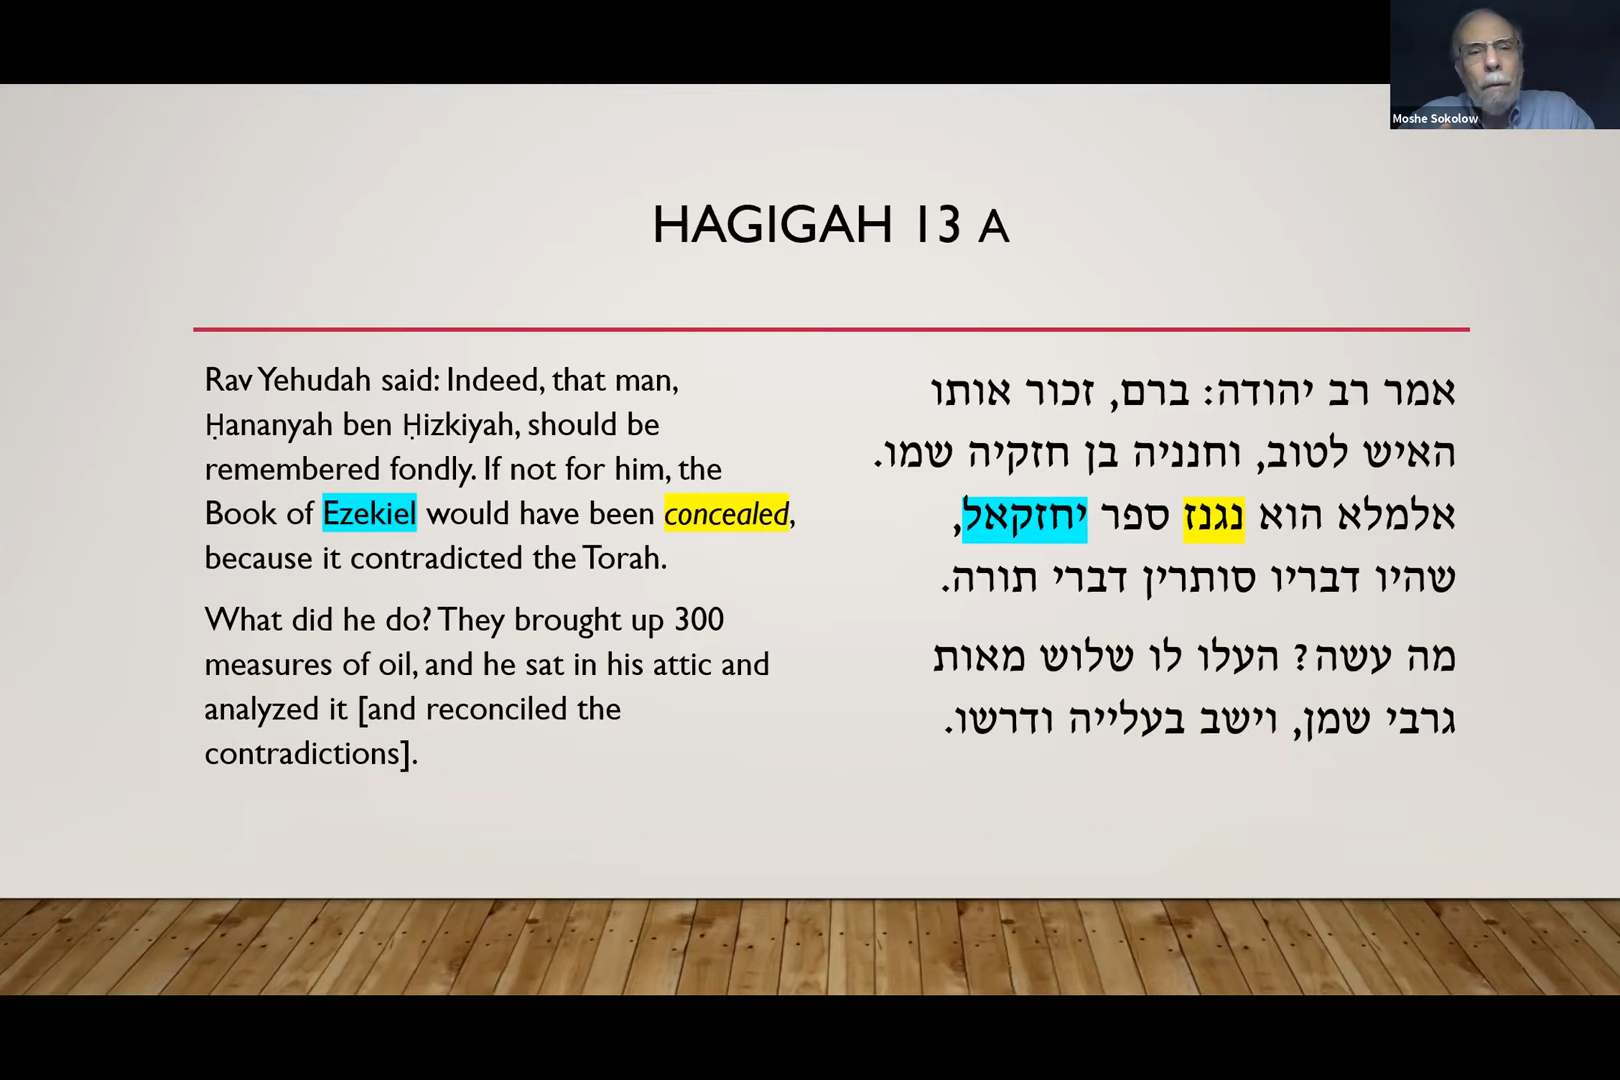 Moshe Sokolow
HAGIGAH 13 A
Rav Yehudah said: Indeed, that man,
Ḥananyah ben Ḥizkiyah, should be
remembered fondly. If not for him, the
Book of Ezekiel would have been concealed,
because it contradicted the Torah.
What did he do? They brought up 300
measures of oil, and he sat in his attic and
analyzed it [and reconciled the
contradictions].
אמר רב יהודה: ברם, זכור אותו
האיש לטוב, וחנניה בן חזקיה שמו.
אלמלא הוא נגנז ספר יחזקאל,
שהיו דבריו סותרין דברי תורה.
מה עשה? העלו לו שלוש מאות
גרבי שמן, וישב בעלייה ודרשו.